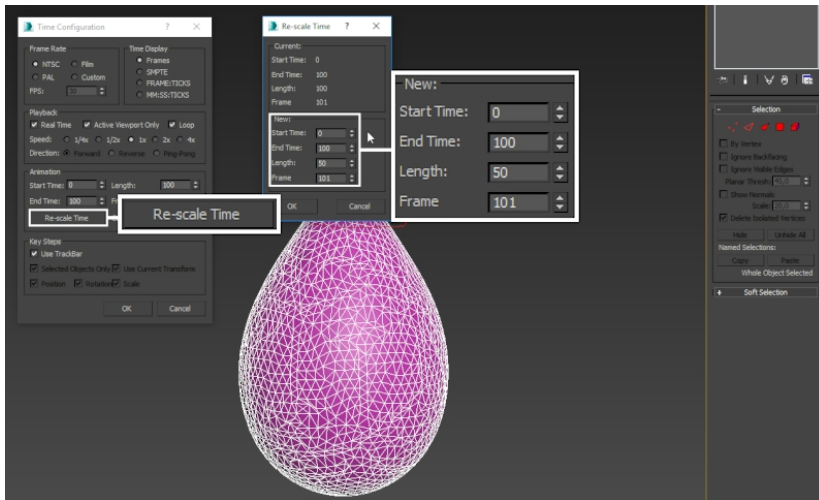 Time Configuration ? ×
Frame Rate
NTSC Film
PAL Custom
FPS: 30
Time Display
Frames
SMPTE
FRAME:TICKS
MM:SS:TICKS
Playback
Real Time Active Viewport Only Loop
Speed: 1/4x 1/2x 1x 2x 4x
Direction: Forward Reverse Ping-Pong
Animation
Start Time: 0 Length: 100
End Time: 100
Re-scale Time
Key Steps
Use TrackBar
Selected Objects Only Use Current Transform
Position Rotation Scale
OK Cancel
Re-scale Time
Re-scale Time ? ×
Current:
Start Time: 0
End Time: 100
Length: 100
Frame 101
New:
Start Time: 0
End Time: 100
Length: 50
Frame 101
OK Cancel
New:
Start Time: 0
End Time: 100
Length: 50
Frame 101
- Selection
By Vertex
Ignore Backfacing
Ignore Visible Edges
Planar Thresh: 45,0
Show Normals
Scale: 20,0
Delete Isolated Vertices
Hide Unhide All
Named Selections:
Copy Paste
Whole Object Selected
+ Soft Selection